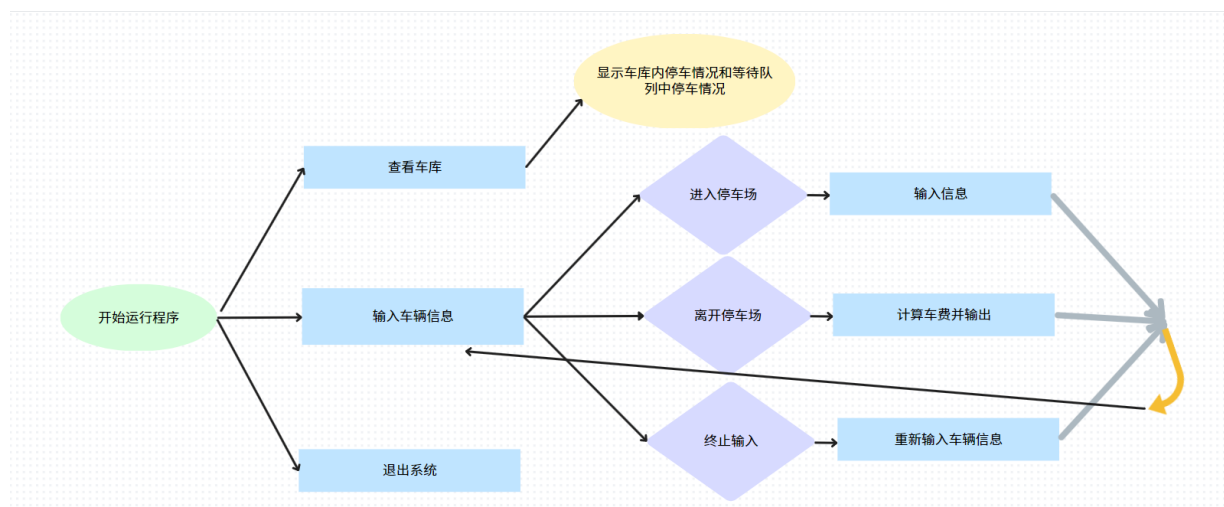 显示车库内停车情况和等待队
列中停车情况
查看车库
进入停车场
输入信息
开始运行程序
输入车辆信息
离开停车场
计算车费并输出
终止输入
重新输入车辆信息
退出系统